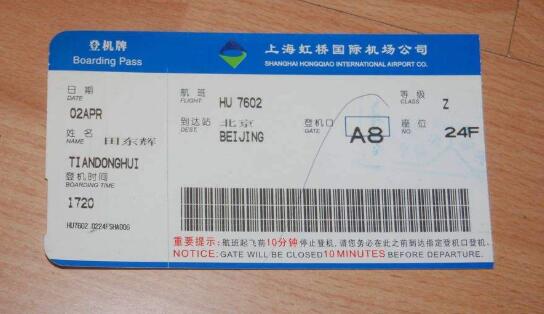 登机牌
Boarding Pass
上海虹桥国际机场公司
SHANGHAI HONGQIAO INTERNATIONAL AIRPORT CO.
日期
DATE
02APR
姓名 田东辉
NAME
TIANDONGHUI
登机时间
BOARDING TIME
1720
HU7602 0224FSHA006
航班 HU 7602
FLIGHT
等级 Z
CLASS
到达站 北京
DEST. BEIJING
登机口 A8
GATE
座位 24F
NO.
重要提示：航班起飞前10分钟停止登机，请您务必在此之前到达指定登机口登机。
NOTICE: GATE WILL BE CLOSED 10 MINUTES BEFORE DEPARTURE.